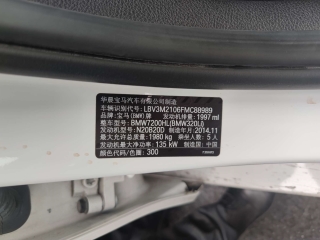 华晨宝马汽车有限公司制造
车辆识别代号: LBV3M2106FMC88989
品牌: 宝马(BMW)牌 发动机排量: 1997 ml
整车型号: BMW7200HL(BMW320Li)
发动机型号: N20B20D 制造年月: 2014.11
最大允许总质量: 1980 kg 乘坐人数: 5 人
发动机最大净功率: 135 kW 制造国: 中国
颜色代号/色覆: 300